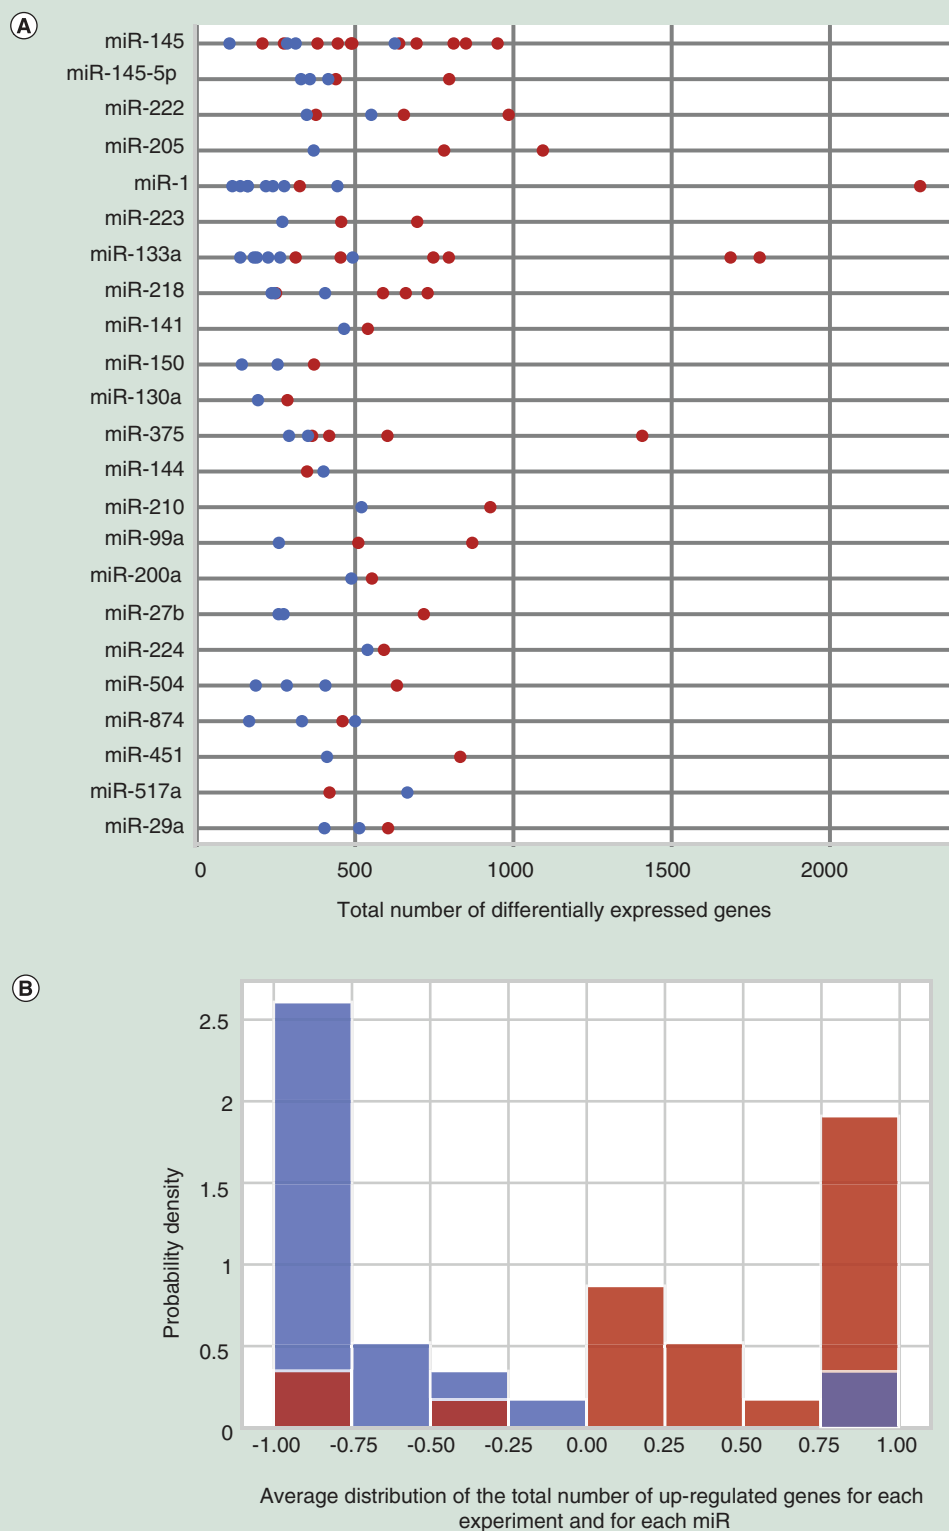 A
miR-145
miR-145-5p
miR-222
miR-205
miR-1
miR-223
miR-133a
miR-218
miR-141
miR-150
miR-130a
miR-375
miR-144
miR-210
miR-99a
miR-200a
miR-27b
miR-224
miR-504
miR-874
miR-451
miR-517a
miR-29a
0 500 1000 1500 2000
Total number of differentially expressed genes
B
2.5
2
1.5
1
0.5
0
Probability density
-1.00 -0.75 -0.50 -0.25 0.00 0.25 0.50 0.75 1.00
Average distribution of the total number of up-regulated genes for each
experiment and for each miR